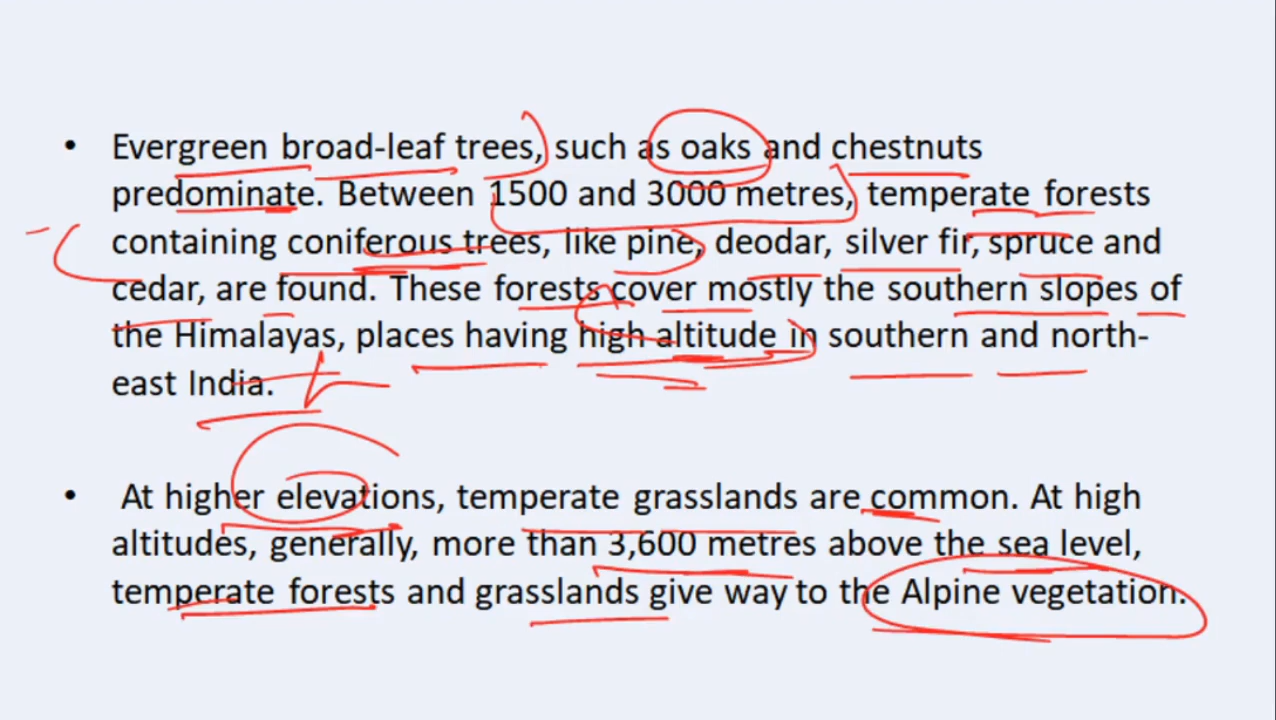 • Evergreen broad-leaf trees, such as oaks and chestnuts
predominate. Between 1500 and 3000 metres, temperate forests
containing coniferous trees, like pine, deodar, silver fir, spruce and
cedar, are found. These forests cover mostly the southern slopes of
the Himalayas, places having high altitude in southern and north-
east India.
• At higher elevations, temperate grasslands are common. At high
altitudes, generally, more than 3,600 metres above the sea level,
temperate forests and grasslands give way to the Alpine vegetation.